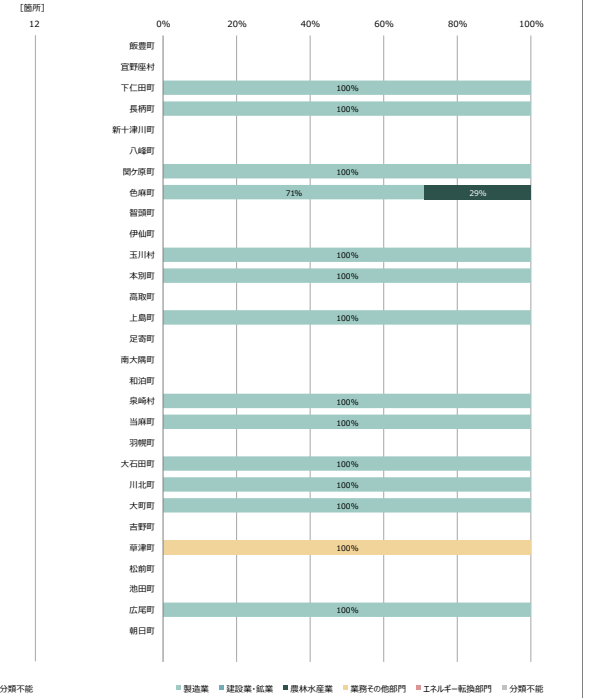 [箇所]
12
0% 20% 40% 60% 80% 100%
飯豊町
宜野座村
下仁田町 100%
長柄町 100%
新十津川町
八峰町
関ケ原町 100%
色麻町 71% 29%
智頭町
伊仙町
玉川村 100%
本別町 100%
高取町
上島町 100%
足寄町
南大隅町
和泊町
泉崎村 100%
当麻町 100%
羽幌町
大石田町 100%
川北町 100%
大町町 100%
吉野町
草津町 100%
松前町
池田町
広尾町 100%
朝日町
分類不能
製造業 建設業・鉱業 農林水産業 業務その他部門 エネルギー転換部門 分類不能